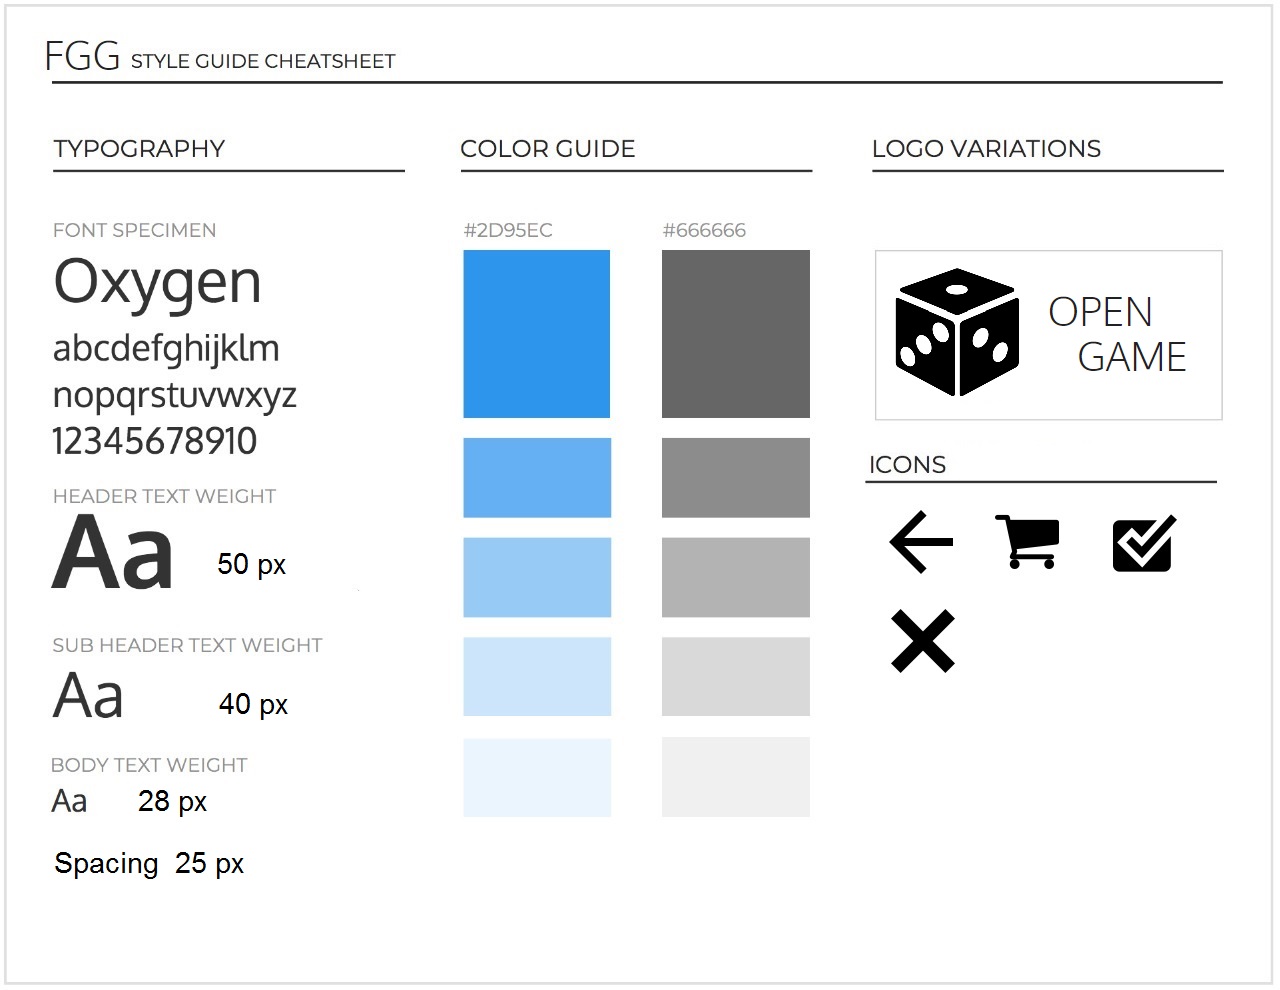 FGG STYLE GUIDE CHEATSHEET
TYPOGRAPHY
FONT SPECIMEN
Oxygen
abcdefghijklm
nopqrstuvwxyz
12345678910
HEADER TEXT WEIGHT
Aa 50 px
SUB HEADER TEXT WEIGHT
Aa 40 px
BODY TEXT WEIGHT
Aa 28 px
Spacing 25 px
COLOR GUIDE
#2D95EC #666666
LOGO VARIATIONS
OPEN
GAME
ICONS